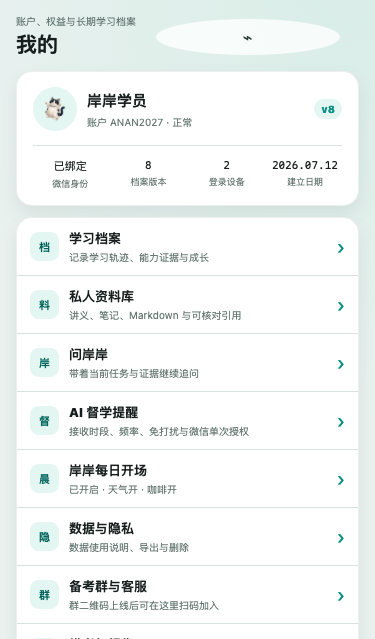 账户、权益与长期学习档案
我的
岸岸学员
账户 ANAN2027 · 正常
v8
已绑定 8 2 2026.07.12
微信身份 档案版本 登录设备 建立日期
档 学习档案
记录学习轨迹、能力证据与成长
料 私人资料库
讲义、笔记、Markdown 与可核对引用
岸 问岸岸
带着当前任务与证据继续追问
督 AI 督学提醒
接收时段、频率、免打扰与微信单次授权
晨 岸岸每日开场
已开启 · 天气开 · 咖啡开
隐 数据与隐私
数据使用说明、导出与删除
群 备考群与客服
群二维码上线后可在这里扫码加入